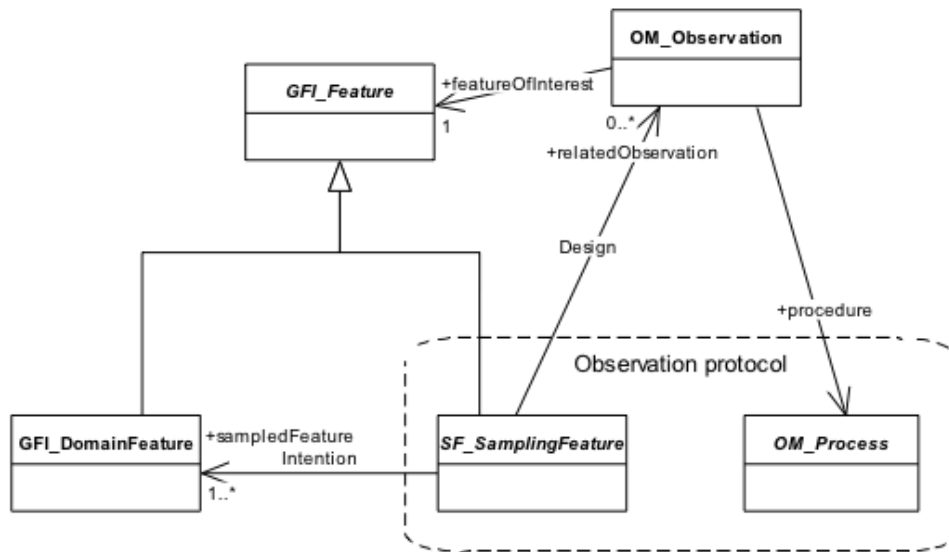 OM_Observation
GFI_Feature
+featureOfInterest
1
0..*
+relatedObservation
Design
+procedure
Observation protocol
GFI_DomainFeature
+sampledFeature
Intention
1..*
SF_SamplingFeature
OM_Process